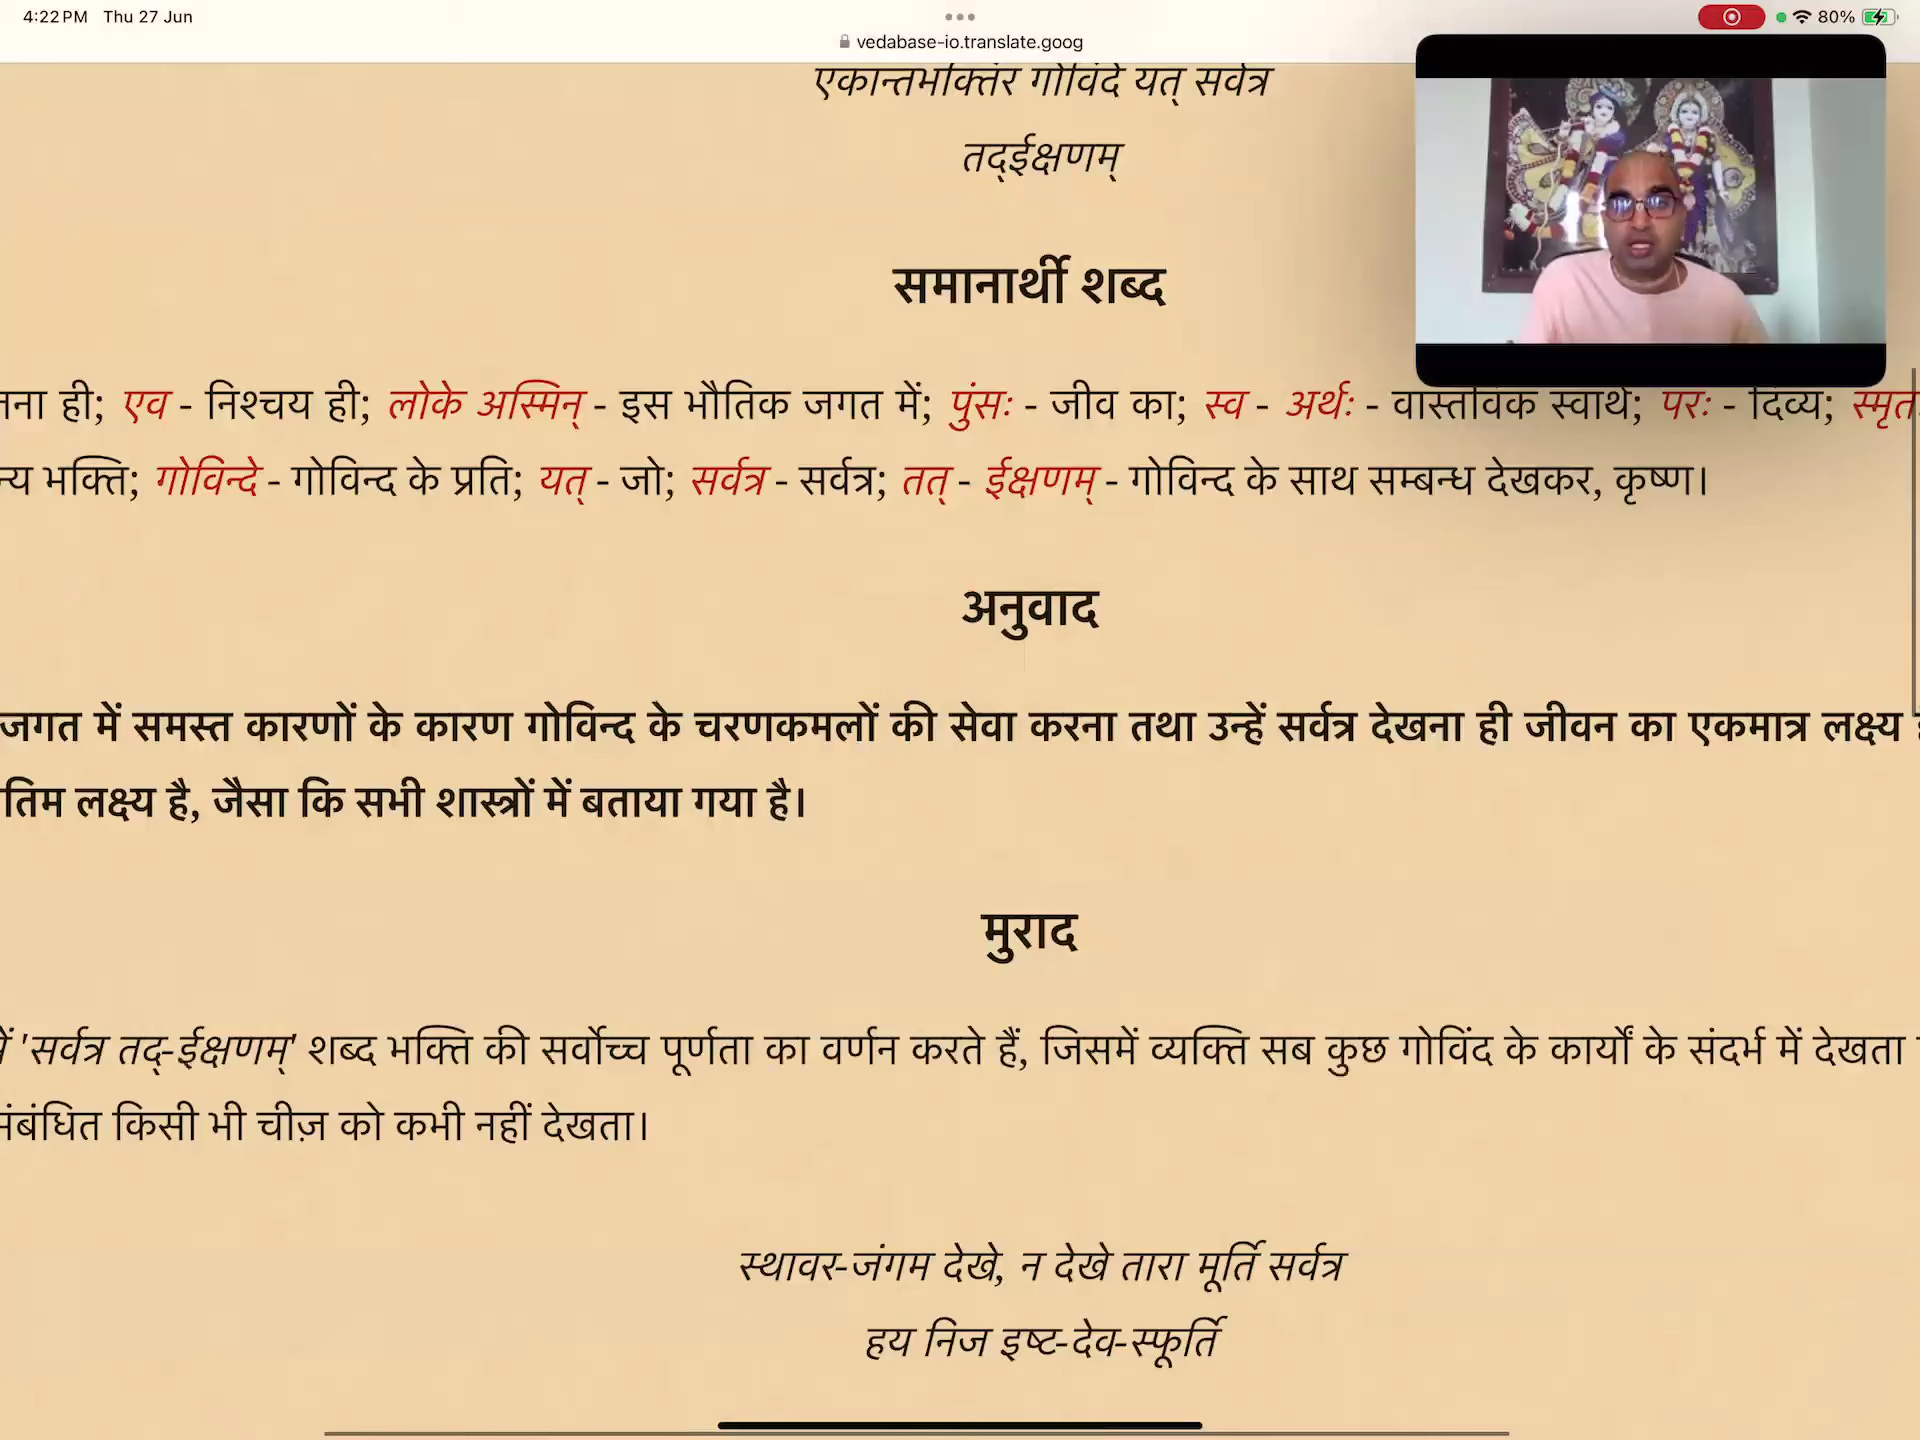 4:22 PM Thu 27 Jun
80%
vedabase-io.translate.goog
एकान्तभक्तिर गोविंदे यत् सर्वत्र
तद्ईक्षणम्
समानार्थी शब्द
ही; एव - निश्चय ही; लोके अस्मिन् - इस भौतिक जगत में; पुंसः - जीव का; स्व - अर्थः - वास्तविक स्वार्थ; परः - दिव्य;
भक्ति; गोविन्दे - गोविन्द के प्रति; यत् - जो; सर्वत्र - सर्वत्र; तत् - ईक्षणम् - गोविन्द के साथ सम्बन्ध देखकर, कृष्ण।
अनुवाद
जगत में समस्त कारणों के कारण गोविन्द के चरणकमलों की सेवा करना तथा उन्हें सर्वत्र देखना ही जीवन का एकमात्र लक्ष्य
तिम लक्ष्य है, जैसा कि सभी शास्त्रों में बताया गया है।
मुराद
'सर्वत्र तद्-ईक्षणम्' शब्द भक्ति की सर्वोच्च पूर्णता का वर्णन करते हैं, जिसमें व्यक्ति सब कुछ गोविंद के कार्यों के संदर्भ में देखता
संबंधित किसी भी चीज़ को कभी नहीं देखता।
स्थावर-जंगम देखे, न देखे तारा मूर्ति सर्वत्र
हय निज इष्ट-देव-स्फूर्ति